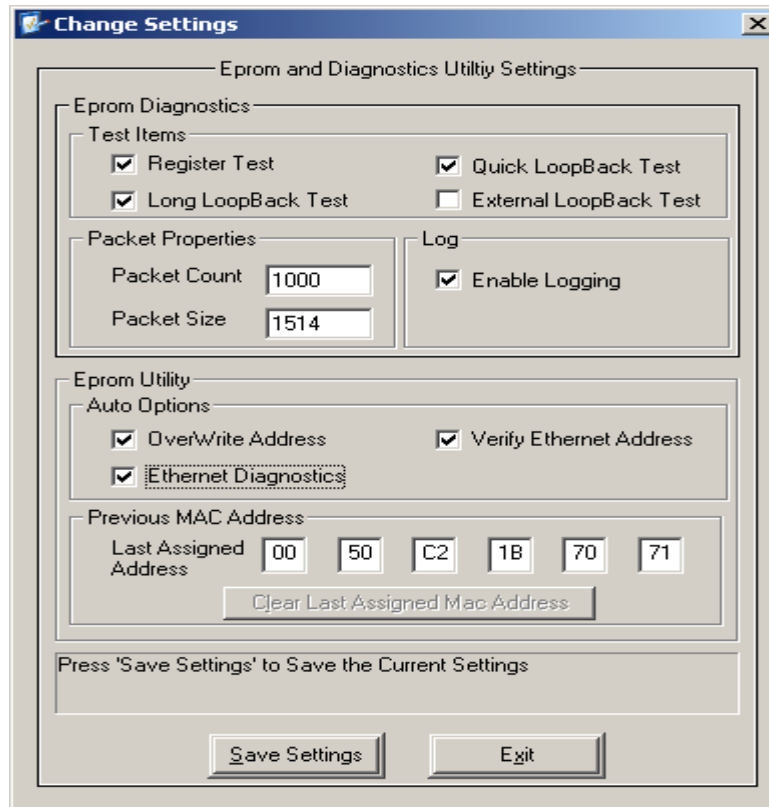 Change Settings
Eprom and Diagnostics Utiltiy Settings
Eprom Diagnostics
Test Items
Register Test
Quick LoopBack Test
Long LoopBack Test
External LoopBack Test
Packet Properties
Packet Count 1000
Packet Size 1514
Log
Enable Logging
Eprom Utility
Auto Options
OverWrite Address
Verify Ethernet Address
Ethernet Diagnostics
Previous MAC Address
Last Assigned
Address
00 50 C2 1B 70 71
Clear Last Assigned Mac Address
Press 'Save Settings' to Save the Current Settings
Save Settings
Exit